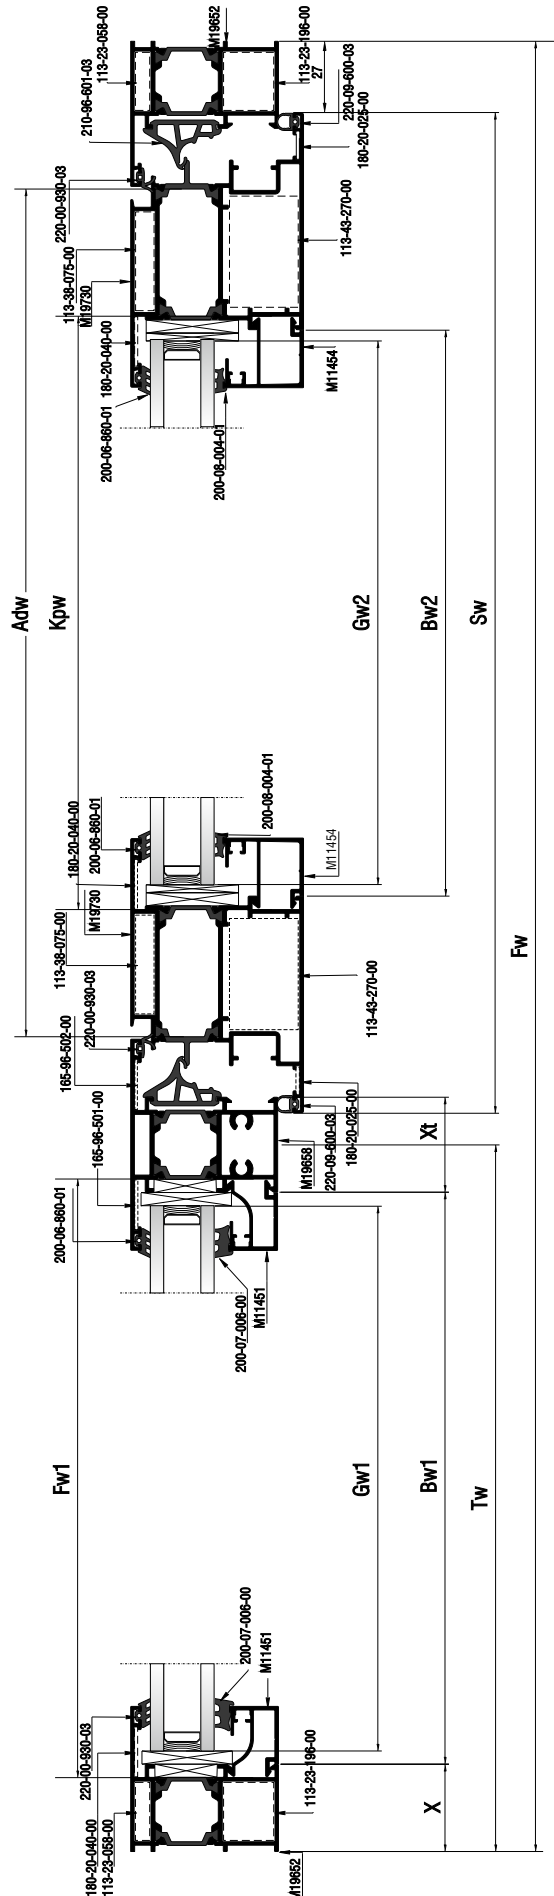 113-23-058-00
M19652
113-23-196-00
27
210-96-601-03
220-09-600-03
180-20-025-00
220-00-930-03
113-43-270-00
113-38-075-00
M19730
180-20-040-00
M11454
200-06-860-01
200-08-004-01
Adw
Kpw
Gw2
Bw2
Sw
Fw
200-08-004-01
180-20-040-00
200-06-860-01
M11454
M19730
113-38-075-00
220-00-930-03
113-43-270-00
165-96-502-00
165-96-501-00
180-20-025-00
220-09-600-03
M19658
Xt
200-06-860-01
M11451
200-07-006-00
Fw1
Gw1
Bw1
Tw
200-07-006-00
M11451
220-00-930-03
113-23-196-00
X
180-20-040-00
113-23-058-00
M19652